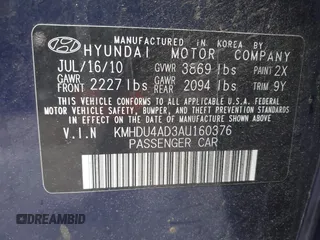 MANUFACTURED IN KOREA BY
HYUNDAI MOTOR COMPANY
JUL/16/10 GVWR 3869 lbs PAINT 2X
GAWR FRONT 2227 lbs GAWR REAR 2094 lbs TRIM 9Y
THIS VEHICLE CONFORMS TO ALL APPLICABLE U.S. FEDERAL
MOTOR VEHICLE SAFETY, BUMPER, AND THEFT PREVENTION
STANDARDS IN EFFECT ON THE DATE OF MANUFACTURE SHOWN ABOVE.
V.I.N KMHDU4AD3AU160376
PASSENGER CAR
DREAMBID